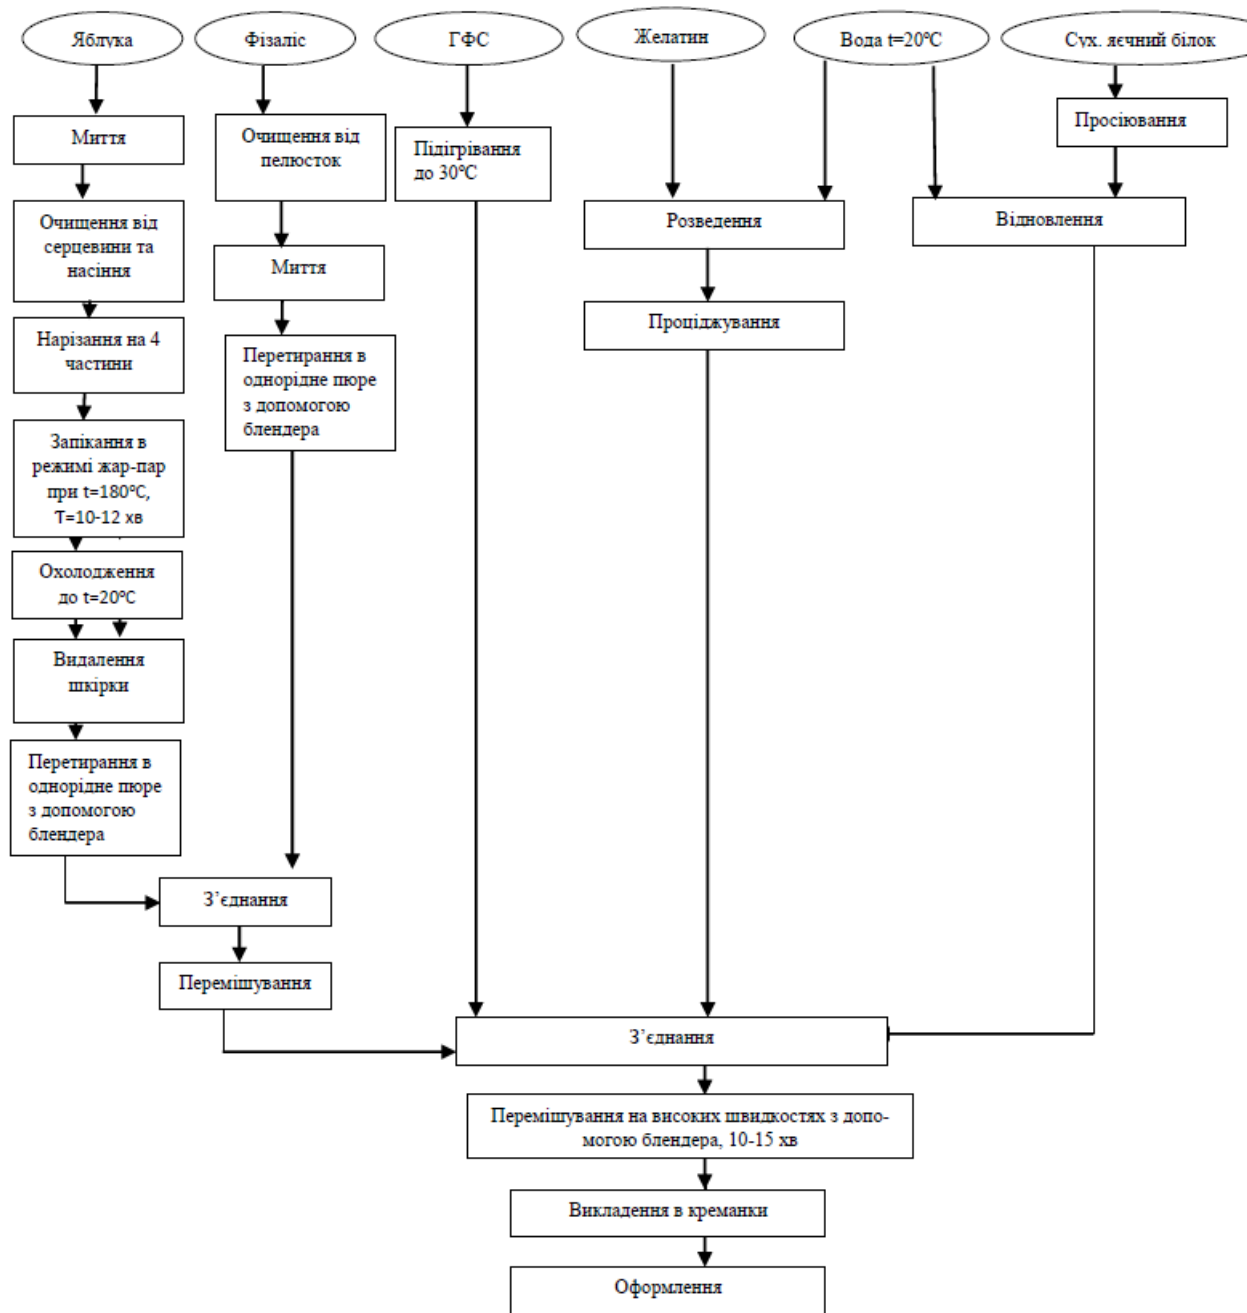 Яблука
Фізаліс
ГФС
Желатин
Вода t=20°C
Сух. яєчний білок
Миття
Очищення від
пелюсток
Підігрівання
до 30°C
Просіювання
Очищення від
серцевини та
насіння
Розведення
Відновлення
Миття
Нарізання на 4
частини
Проціджування
Перетирання в
однорідне пюре
з допомогою
блендера
Запікання в
режимі жар-пар
при t=180°C,
Т=10-12 хв
Охолодження
до t=20°C
Видалення
шкірки
Перетирання в
однорідне пюре
з допомогою
блендера
З’єднання
Перемішування
З’єднання
Перемішування на високих швидкостях з допо-
могою блендера, 10-15 хв
Викладення в креманки
Оформлення